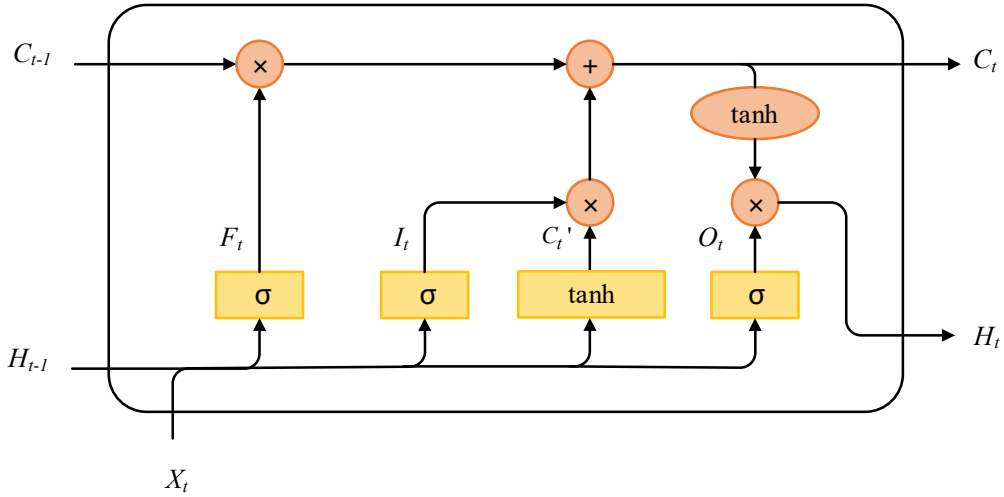 C_{t-1} × + C_t
tanh
× ×
F_t I_t C_t' O_t
σ σ tanh σ
H_{t-1} H_t
X_t